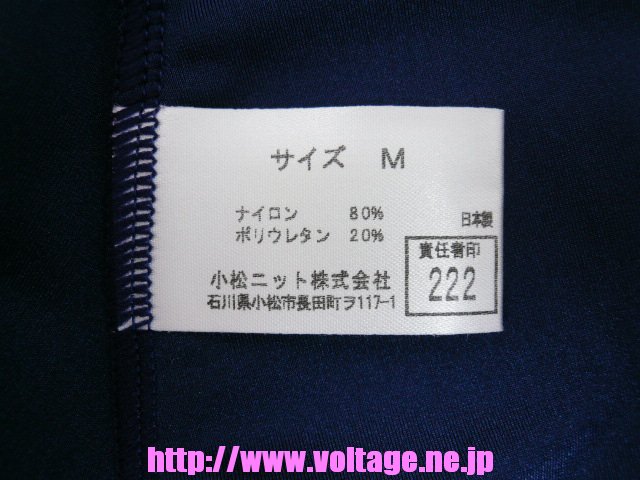 サイズ M
ナイロン 80%
ポリウレタン 20%
日本製
責任者印
222
小松ニット株式会社
石川県小松市長田町ヲ117-1
http://www.voltage.ne.jp